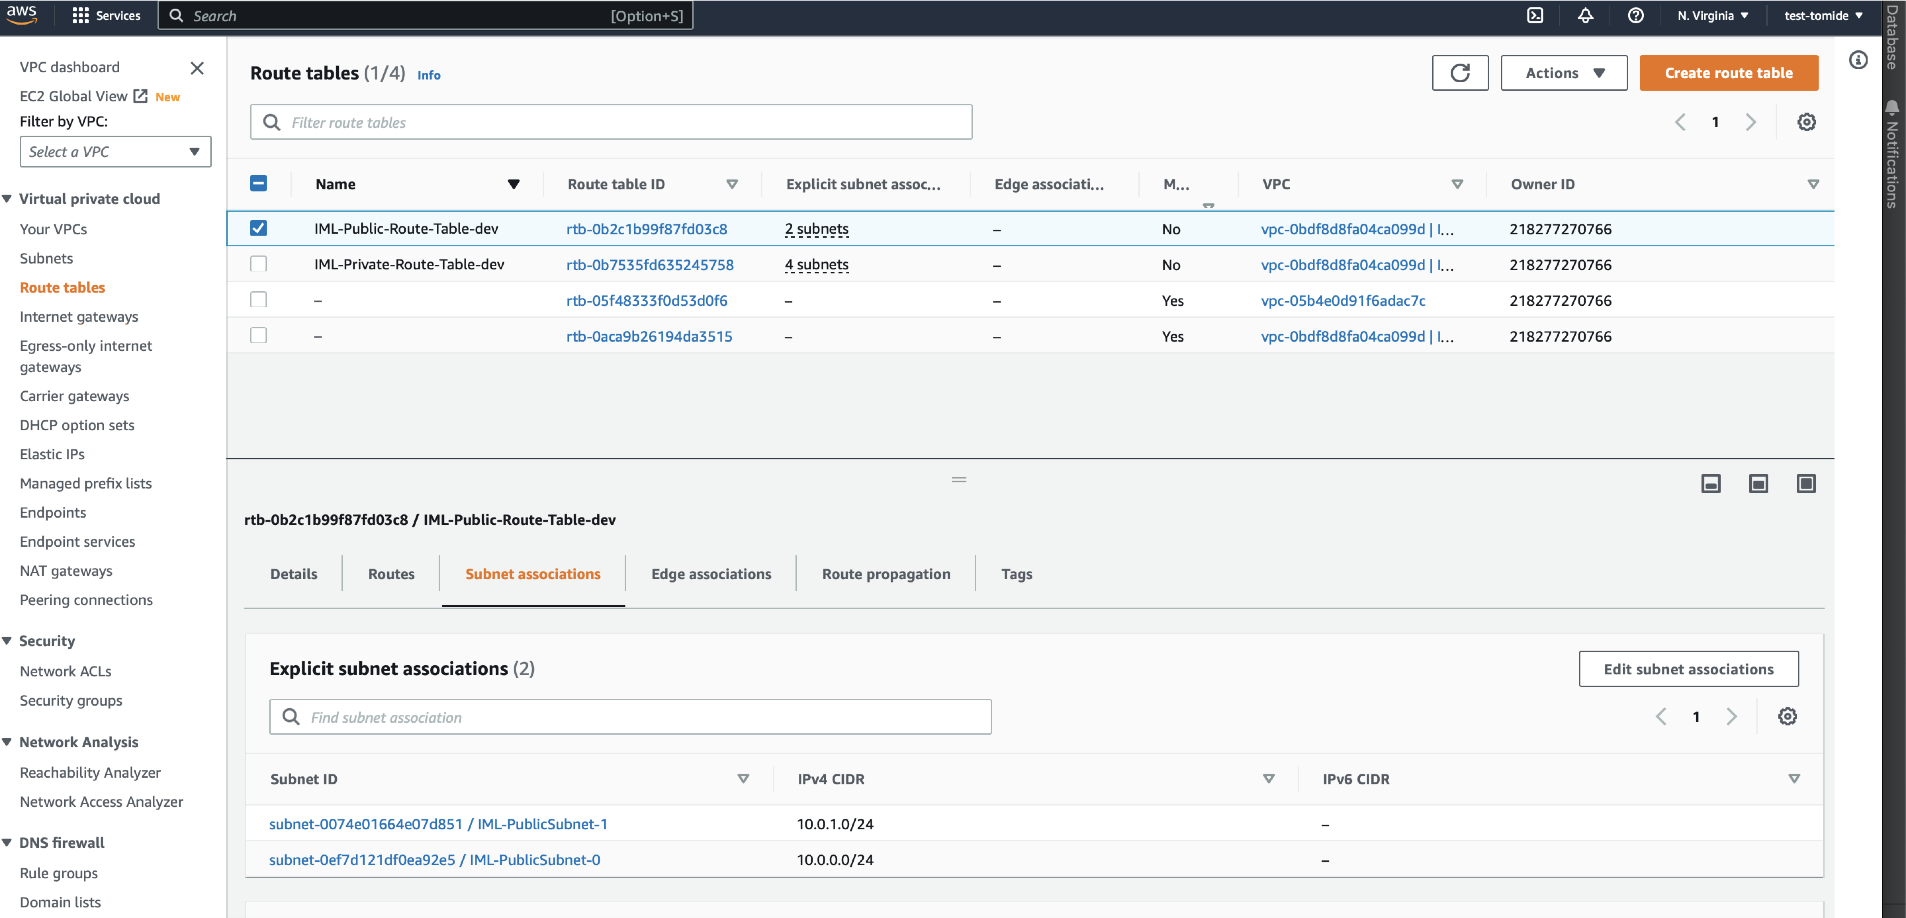 aws
Services
Search
[Option+S]
N. Virginia
test-tomide
VPC dashboard
EC2 Global View New
Filter by VPC:
Select a VPC
Virtual private cloud
Your VPCs
Subnets
Route tables
Internet gateways
Egress-only internet
gateways
Carrier gateways
DHCP option sets
Elastic IPs
Managed prefix lists
Endpoints
Endpoint services
NAT gateways
Peering connections
Security
Network ACLs
Security groups
Network Analysis
Reachability Analyzer
Network Access Analyzer
DNS firewall
Rule groups
Domain lists
Route tables (1/4) Info
Actions
Create route table
Filter route tables
1
Name Route table ID Explicit subnet assoc... Edge associati... M... VPC Owner ID
IML-Public-Route-Table-dev rtb-0b2c1b99f87fd03c8 2 subnets – No vpc-0bdf8d8fa04ca099d | I... 218277270766
IML-Private-Route-Table-dev rtb-0b7535fd635245758 4 subnets – No vpc-0bdf8d8fa04ca099d | I... 218277270766
– rtb-05f48333f0d53d0f6 – – Yes vpc-05b4e0d91f6adac7c 218277270766
– rtb-0aca9b26194da3515 – – Yes vpc-0bdf8d8fa04ca099d | I... 218277270766
rtb-0b2c1b99f87fd03c8 / IML-Public-Route-Table-dev
Details Routes Subnet associations Edge associations Route propagation Tags
Explicit subnet associations (2)
Edit subnet associations
Find subnet association
1
Subnet ID IPv4 CIDR IPv6 CIDR
subnet-0074e01664e07d851 / IML-PublicSubnet-1 10.0.1.0/24 –
subnet-0ef7d121df0ea92e5 / IML-PublicSubnet-0 10.0.0.0/24 –
Database
Notifications